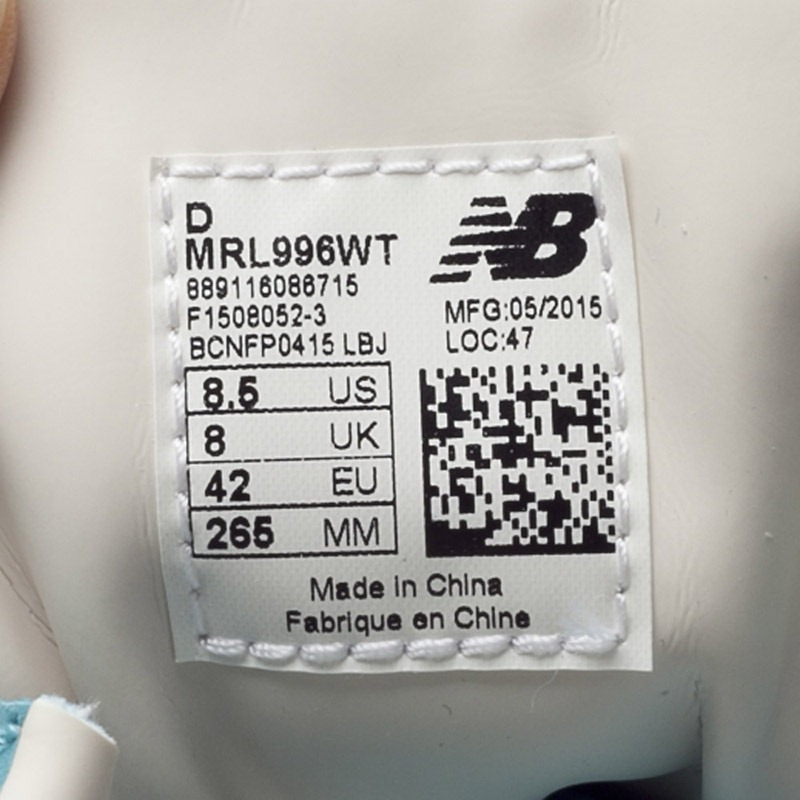 D
MRL996WT
889116086715
F1508052-3
BCNFP0415 LBJ
NB
MFG:05/2015
LOC:47
8.5 US
8 UK
42 EU
265 MM
Made in China
Fabrique en Chine